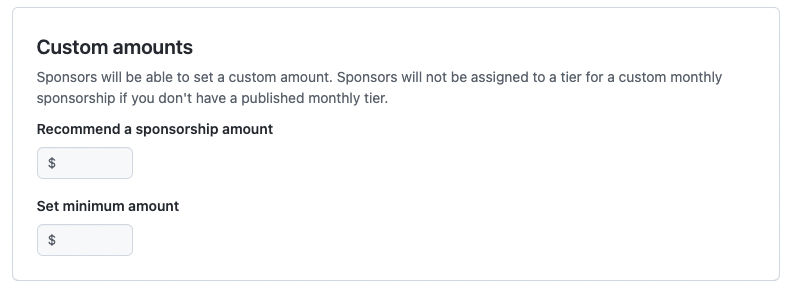 Custom amounts
Sponsors will be able to set a custom amount. Sponsors will not be assigned to a tier for a custom monthly
sponsorship if you don't have a published monthly tier.
Recommend a sponsorship amount
$
Set minimum amount
$